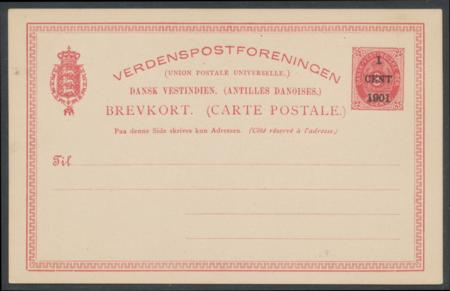 VERDENSPOSTFORENINGEN
(UNION POSTALE UNIVERSELLE.)
DANSK VESTINDIEN. (ANTILLES DANOISES.)
BREVKORT. (CARTE POSTALE.)
Paa denne Side skrives kun Adressen. (Côté réservé à l'adresse.)
1
CENT
1901
Til